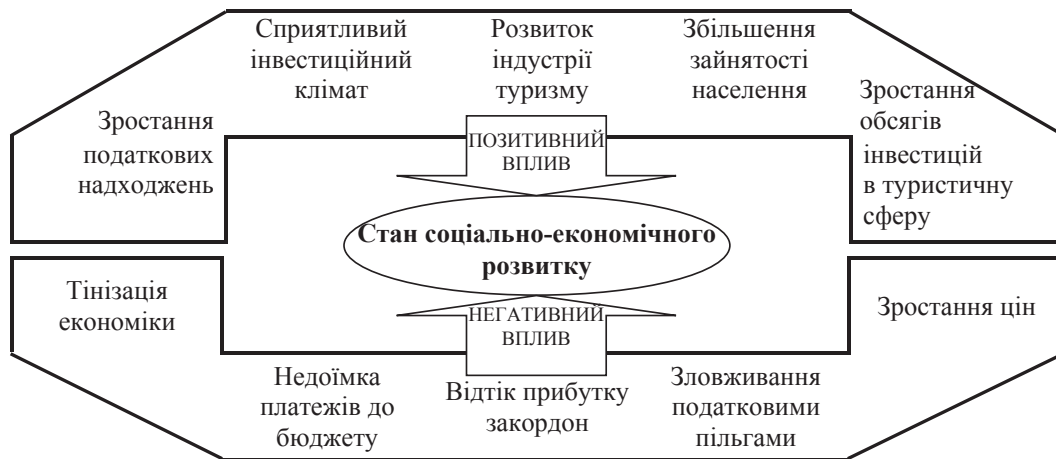 Зростання
податкових
надходжень
Сприятливий
інвестиційний
клімат
Розвиток
індустрії
туризму
Збільшення
зайнятості
населення
Зростання
обсягів
інвестицій
в туристичну
сферу
ПОЗИТИВНИЙ
ВПЛИВ
Стан соціально-економічного
розвитку
НЕГАТИВНИЙ
ВПЛИВ
Тінізація
економіки
Недоїмка
платежів до
бюджету
Відтік прибутку
закордон
Зловживання
податковими
пільгами
Зростання цін